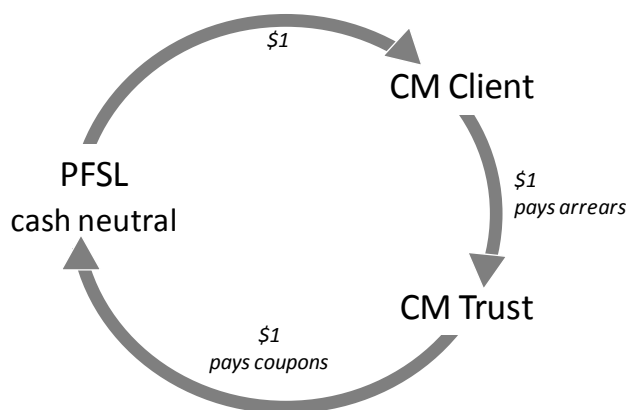 $1
CM Client
PFSL
cash neutral
$1
pays arrears
CM Trust
$1
pays coupons